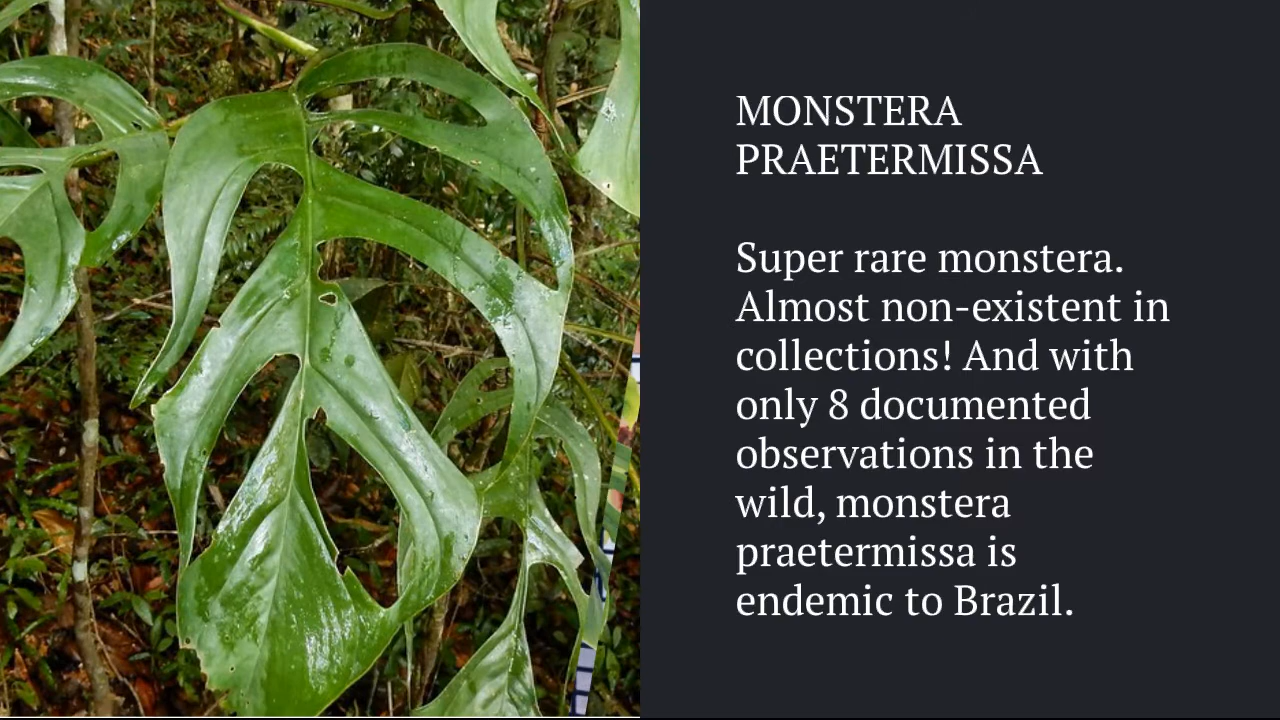 MONSTERA
PRAETERMISSA
Super rare monstera.
Almost non-existent in
collections! And with
only 8 documented
observations in the
wild, monstera
praetermissa is
endemic to Brazil.